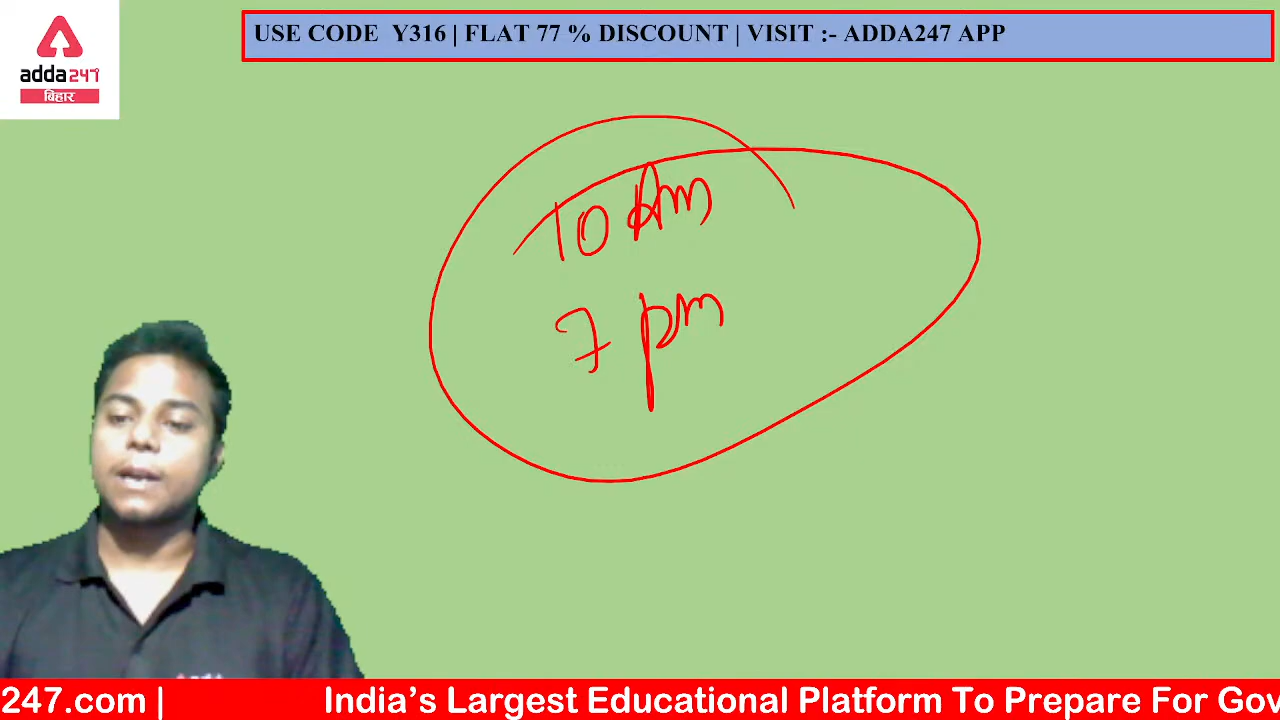 USE CODE Y316 | FLAT 77 % DISCOUNT | VISIT :- ADDA247 APP
adda247
बिहार
10 Am
7 pm
247.com | India's Largest Educational Platform To Prepare For Gov